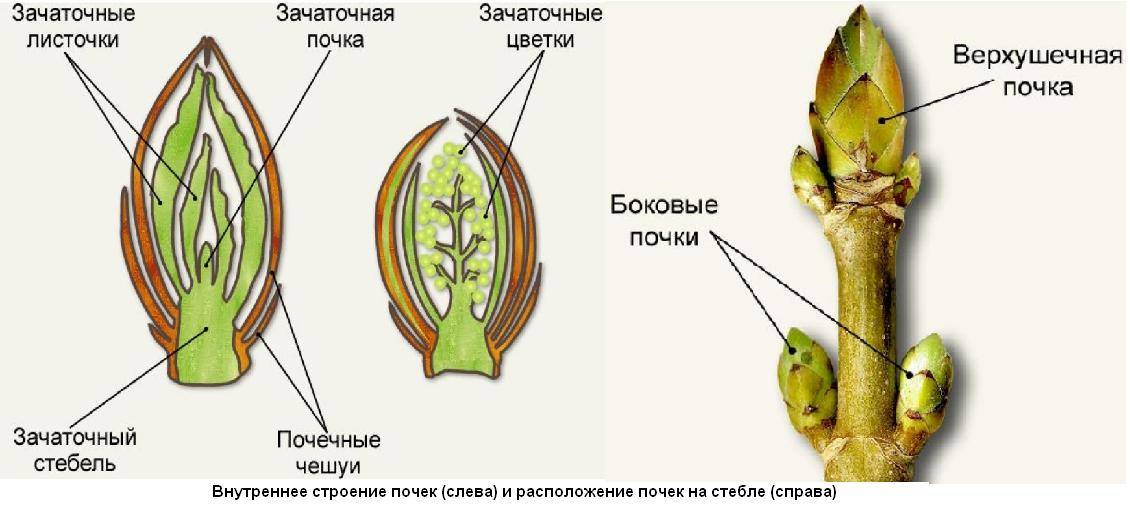 Зачаточные
листочки
Зачаточная
почка
Зачаточные
цветки
Верхушечная
почка
Боковые
почки
Зачаточный
стебель
Почечные
чешуи
Внутреннее строение почек (слева) и расположение почек на стебле (справа)